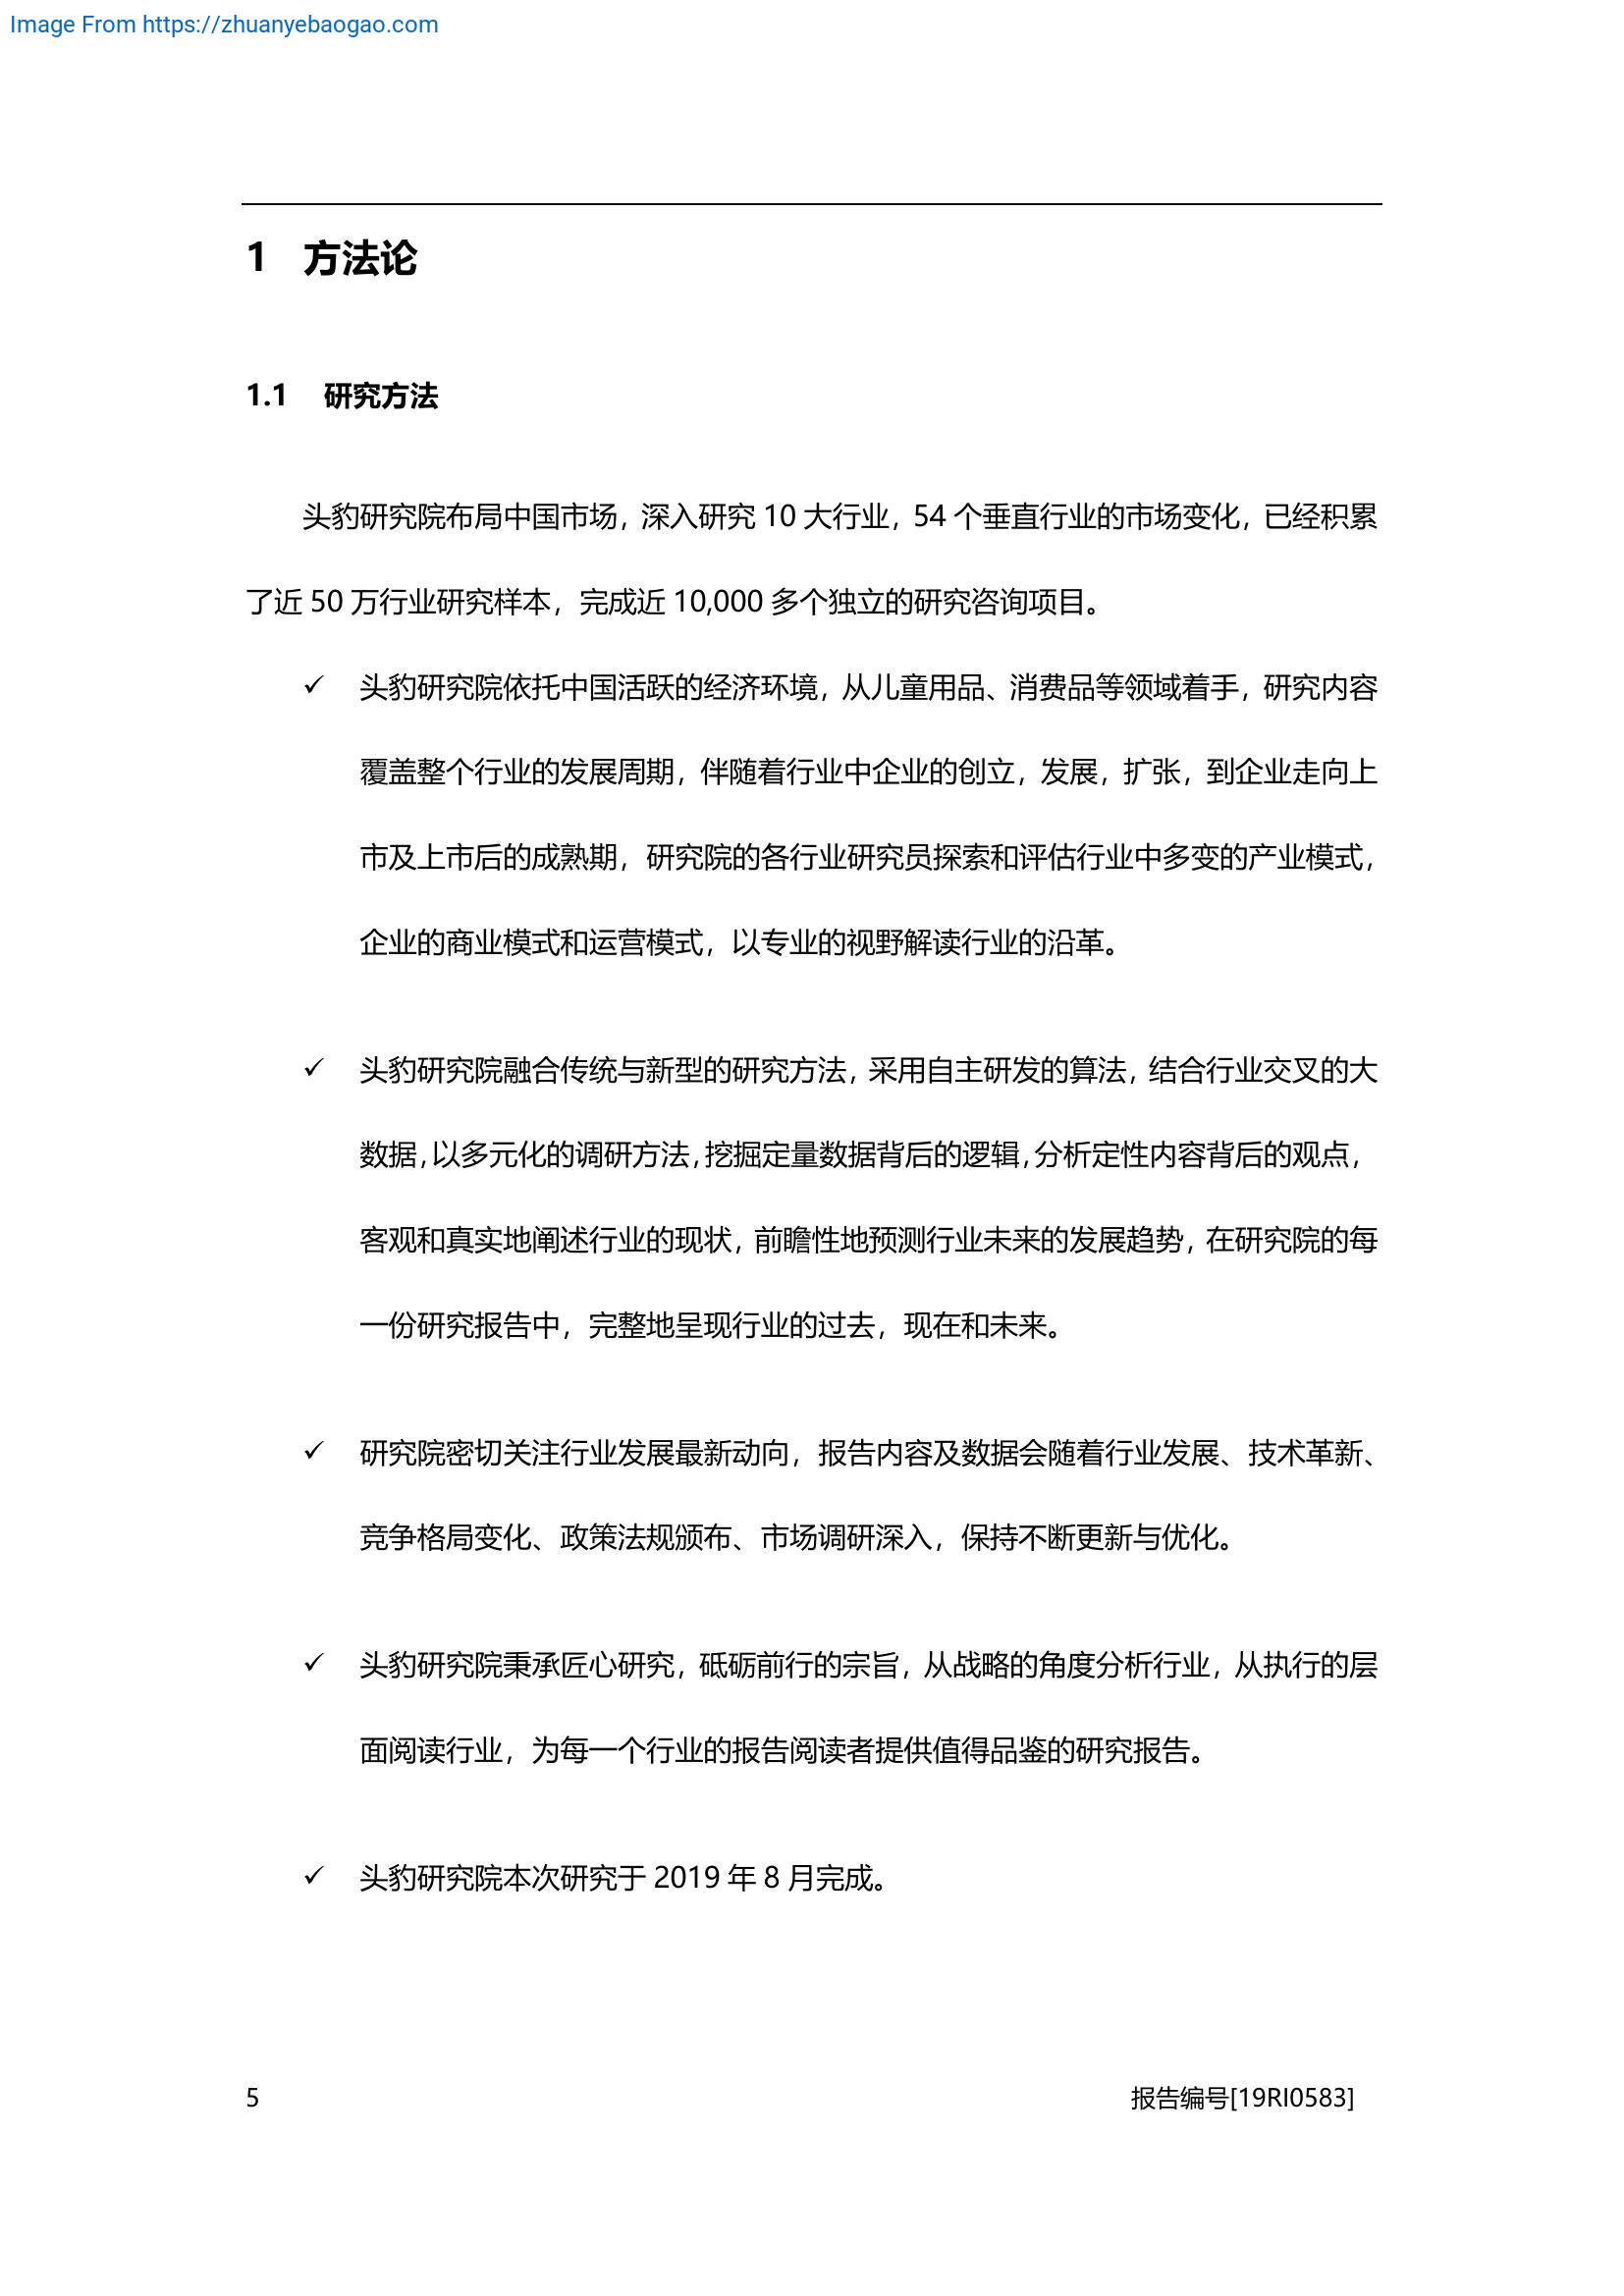 Image From https://zhuanyebaogao.com
1 方法论
1.1 研究方法
头豹研究院布局中国市场，深入研究 10 大行业，54 个垂直行业的市场变化，已经积累
了近 50 万行业研究样本，完成近 10,000 多个独立的研究咨询项目。
✓ 头豹研究院依托中国活跃的经济环境，从儿童用品、消费品等领域着手，研究内容
覆盖整个行业的发展周期，伴随着行业中企业的创立，发展，扩张，到企业走向上
市及上市后的成熟期，研究院的各行业研究员探索和评估行业中多变的产业模式，
企业的商业模式和运营模式，以专业的视野解读行业的沿革。
✓ 头豹研究院融合传统与新型的研究方法，采用自主研发的算法，结合行业交叉的大
数据，以多元化的调研方法，挖掘定量数据背后的逻辑，分析定性内容背后的观点，
客观和真实地阐述行业的现状，前瞻性地预测行业未来的发展趋势，在研究院的每
一份研究报告中，完整地呈现行业的过去，现在和未来。
✓ 研究院密切关注行业发展最新动向，报告内容及数据会随着行业发展、技术革新、
竞争格局变化、政策法规颁布、市场调研深入，保持不断更新与优化。
✓ 头豹研究院秉承匠心研究，砥砺前行的宗旨，从战略的角度分析行业，从执行的层
面阅读行业，为每一个行业的报告阅读者提供值得品鉴的研究报告。
✓ 头豹研究院本次研究于 2019 年 8 月完成。
5 报告编号[19RI0583]